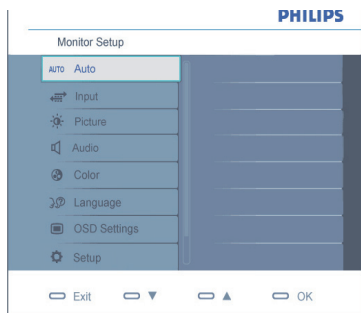 PHILIPS
Monitor Setup
AUTO Auto
Input
Picture
Audio
Color
Language
OSD Settings
Setup
Exit ▼ ▲ OK